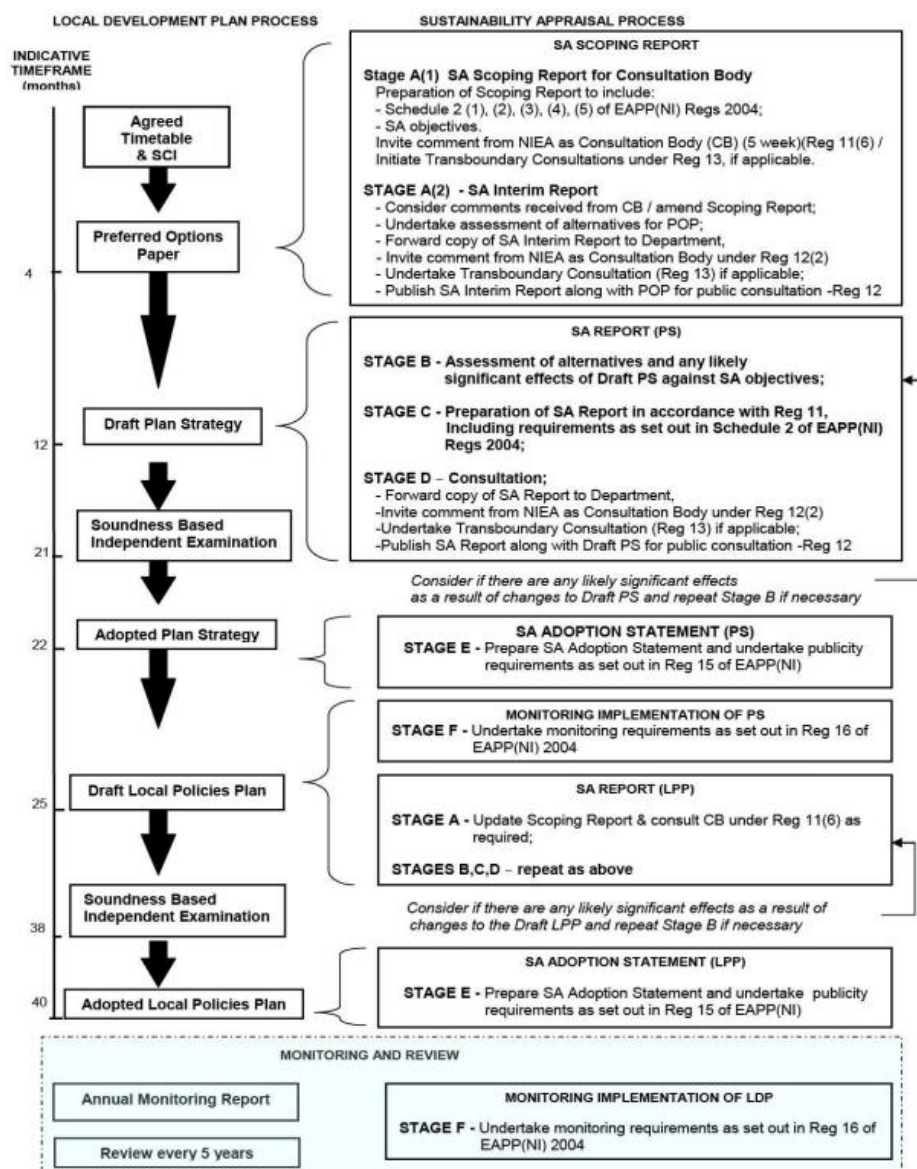 LOCAL DEVELOPMENT PLAN PROCESS
SUSTAINABILITY APPRAISAL PROCESS
INDICATIVE
TIMEFRAME
(months)
Agreed
Timetable
& SCI
Preferred Options
Paper
4
SA SCOPING REPORT
Stage A(1) SA Scoping Report for Consultation Body
Preparation of Scoping Report to include:
- Schedule 2 (1), (2), (3), (4), (5) of EAPP(NI) Regs 2004;
- SA objectives.
Invite comment from NIEA as Consultation Body (CB) (5 week)(Reg 11(6) /
Initiate Transboundary Consultations under Reg 13, if applicable.
STAGE A(2) - SA Interim Report
- Consider comments received from CB / amend Scoping Report;
- Undertake assessment of alternatives for POP;
- Forward copy of SA Interim Report to Department,
- Invite comment from NIEA as Consultation Body under Reg 12(2)
- Undertake Transboundary Consultation (Reg 13) if applicable;
- Publish SA Interim Report along with POP for public consultation -Reg 12
Draft Plan Strategy
12
Soundness Based
Independent Examination
21
SA REPORT (PS)
STAGE B - Assessment of alternatives and any likely
significant effects of Draft PS against SA objectives;
STAGE C - Preparation of SA Report in accordance with Reg 11,
Including requirements as set out in Schedule 2 of EAPP(NI)
Regs 2004;
STAGE D – Consultation;
- Forward copy of SA Report to Department,
-Invite comment from NIEA as Consultation Body under Reg 12(2)
-Undertake Transboundary Consultation (Reg 13) if applicable;
-Publish SA Report along with Draft PS for public consultation -Reg 12
Consider if there are any likely significant effects
as a result of changes to Draft PS and repeat Stage B if necessary
Adopted Plan Strategy
22
SA ADOPTION STATEMENT (PS)
STAGE E - Prepare SA Adoption Statement and undertake publicity
requirements as set out in Reg 15 of EAPP(NI)
MONITORING IMPLEMENTATION OF PS
STAGE F - Undertake monitoring requirements as set out in Reg 16 of
EAPP(NI) 2004
Draft Local Policies Plan
25
SA REPORT (LPP)
STAGE A - Update Scoping Report & consult CB under Reg 11(6) as
required;
STAGES B,C,D – repeat as above
Soundness Based
Independent Examination
38
Consider if there are any likely significant effects as a result of
changes to the Draft LPP and repeat Stage B if necessary
Adopted Local Policies Plan
40
SA ADOPTION STATEMENT (LPP)
STAGE E - Prepare SA Adoption Statement and undertake publicity
requirements as set out in Reg 15 of EAPP(NI)
MONITORING AND REVIEW
Annual Monitoring Report
Review every 5 years
MONITORING IMPLEMENTATION OF LDP
STAGE F - Undertake monitoring requirements as set out in Reg 16 of
EAPP(NI) 2004